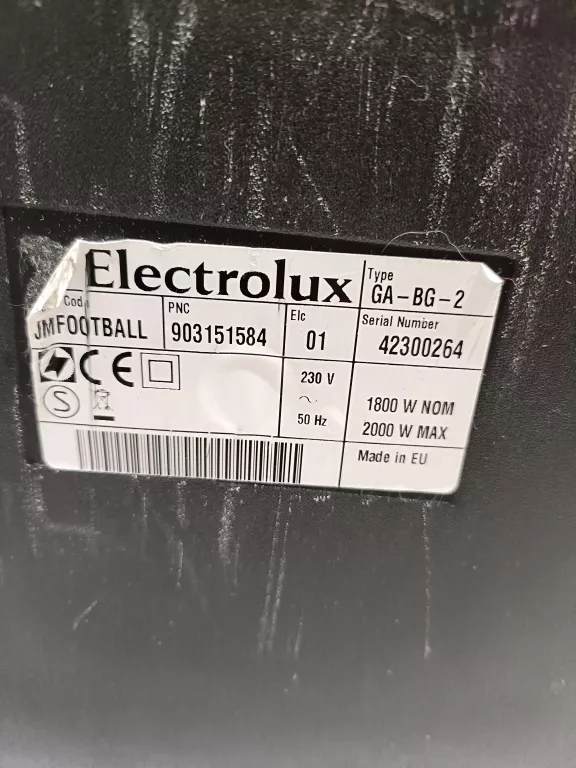 Electrolux
Type
GA-BG-2
Code
JMFOOTBALL
PNC
903151584
Elc
01
Serial Number
42300264
CE
S
230 V
~
50 Hz
1800 W NOM
2000 W MAX
Made in EU